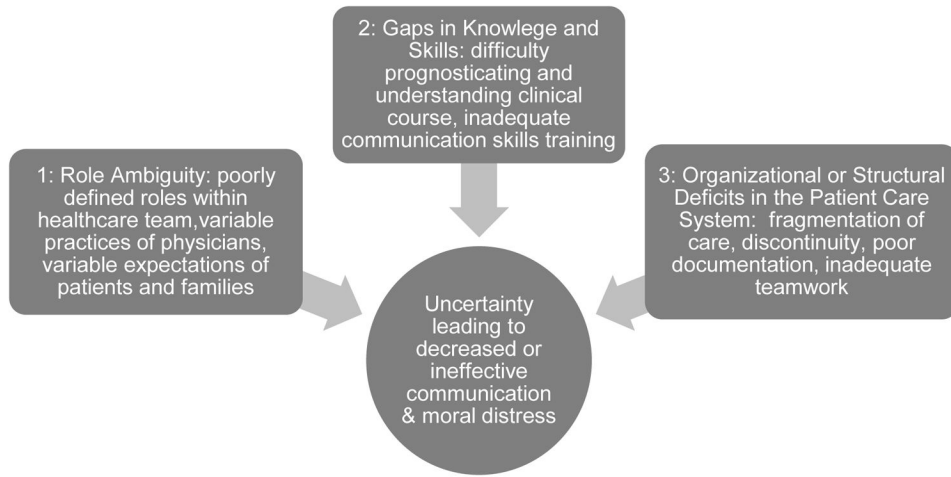 1: Role Ambiguity: poorly
defined roles within
healthcare team,variable
practices of physicians,
variable expectations of
patients and families
2: Gaps in Knowlege and
Skills: difficulty
prognosticating and
understanding clinical
course, inadequate
communication skills training
3: Organizational or Structural
Deficits in the Patient Care
System:  fragmentation of
care, discontinuity, poor
documentation, inadequate
teamwork
Uncertainty
leading to
decreased or
ineffective
communication
& moral distress